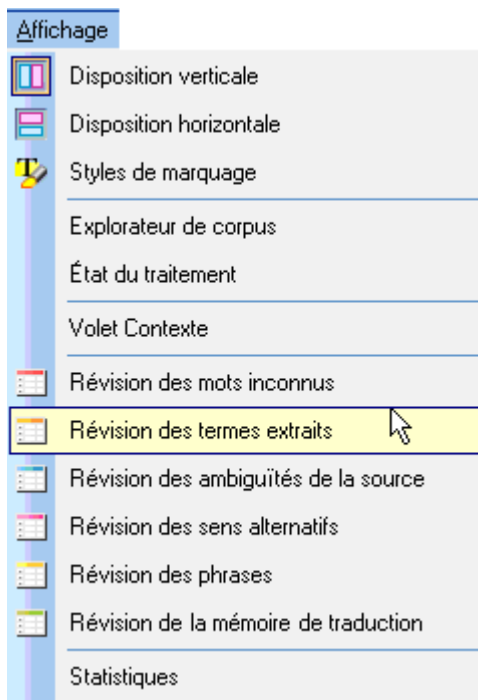 Affichage
Disposition verticale
Disposition horizontale
Styles de marquage
Explorateur de corpus
État du traitement
Volet Contexte
Révision des mots inconnus
Révision des termes extraits
Révision des ambiguïtés de la source
Révision des sens alternatifs
Révision des phrases
Révision de la mémoire de traduction
Statistiques